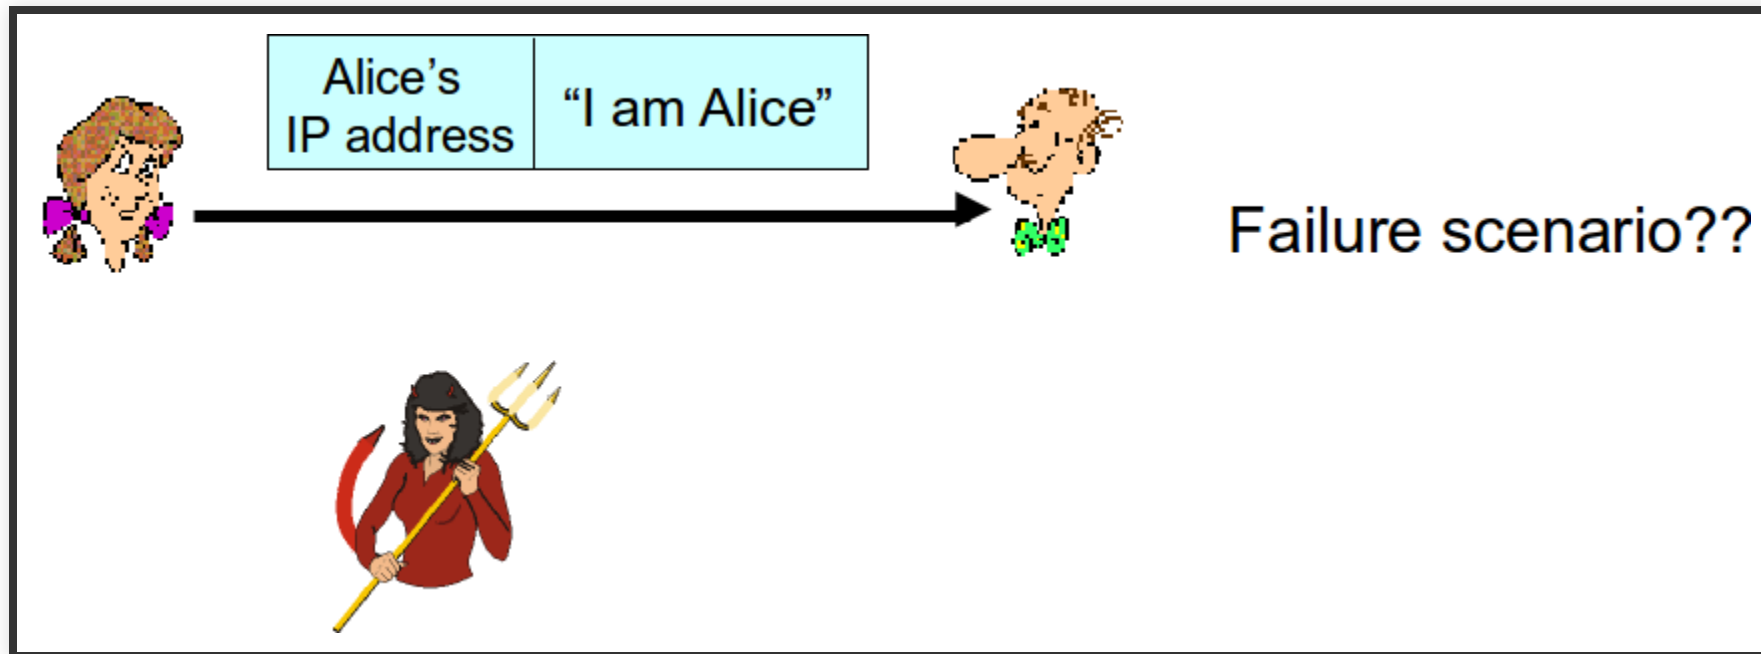 Alice’s
IP address
“I am Alice”
Failure scenario??